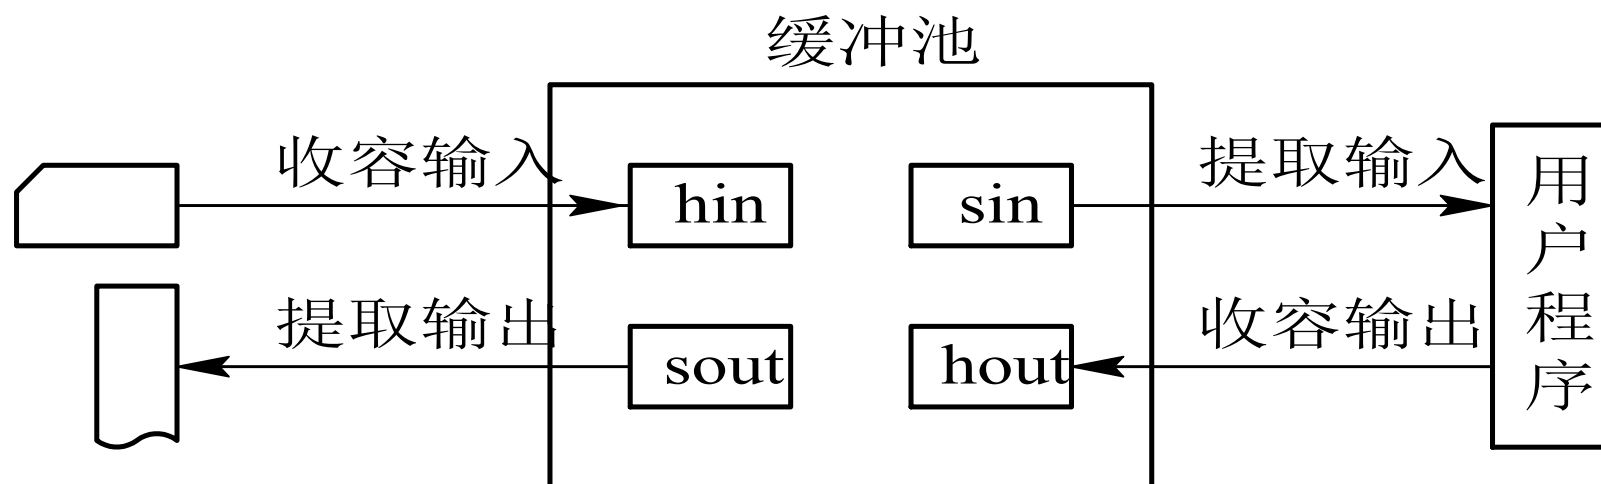 缓冲池
收容输入
hin
sin
提取输入
提取输出
sout
hout
收容输出
用户程序